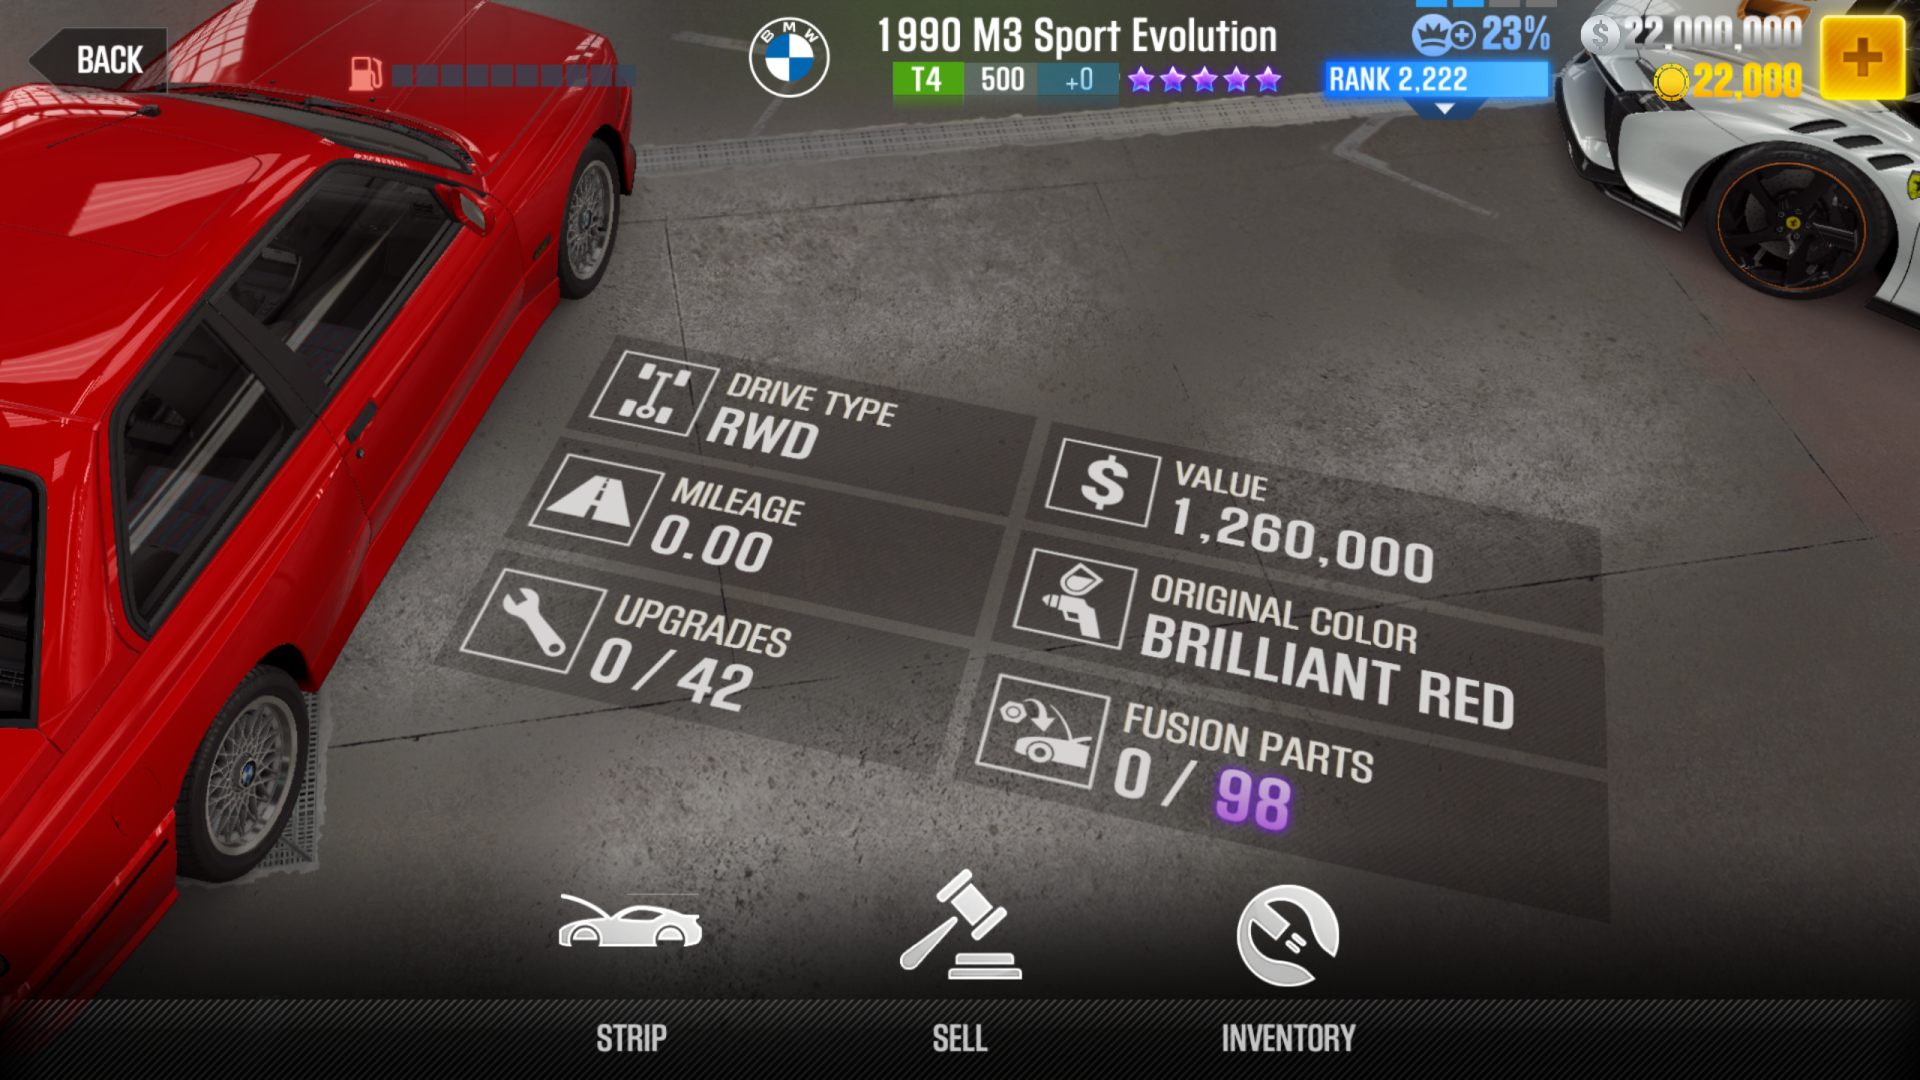 BACK
BMW
1990 M3 Sport Evolution
T4 500 +0
23%
RANK 2,222
22,000,000
22,000
DRIVE TYPE
RWD
MILEAGE
0.00
UPGRADES
0 / 42
VALUE
1,260,000
ORIGINAL COLOR
BRILLIANT RED
FUSION PARTS
0 / 98
STRIP
SELL
INVENTORY